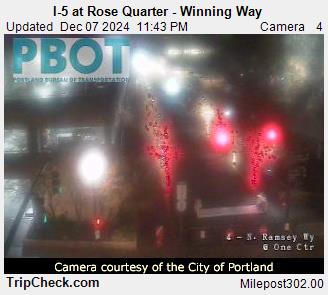 I-5 at Rose Quarter - Winning Way
Updated Dec 07 2024 11:43 PM Camera 4
PBOT
PORTLAND BUREAU OF TRANSPORTATION
4 - N. Ramsey Wy
@ One Ctr
Camera courtesy of the City of Portland
TripCheck.com Milepost302.00